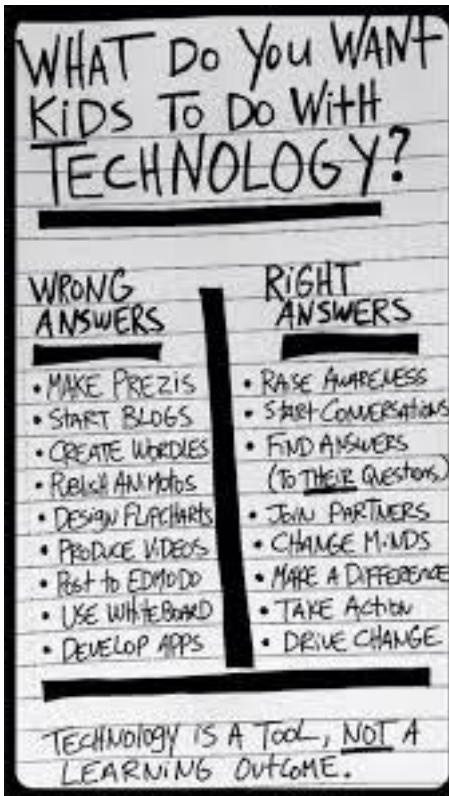 WHAT DO YOU WANT
KIDS TO DO WITH
TECHNOLOGY?
WRONG
ANSWERS
• MAKE PREZIS
• START BLOGS
• CREATE WORDLES
• PUBLISH ANIMOTOS
• DESIGN FLIPCHARTS
• PRODUCE VIDEOS
• POST TO EDMODO
• USE WHITEBOARD
• DEVELOP APPS
RIGHT
ANSWERS
• RAISE AWARENESS
• START CONVERSATIONS
• FIND ANSWERS
(TO THEIR QUESTIONS)
• JOIN PARTNERS
• CHANGE MINDS
• MAKE A DIFFERENCE
• TAKE ACTION
• DRIVE CHANGE
TECHNOLOGY IS A TOOL, NOT A
LEARNING OUTCOME.